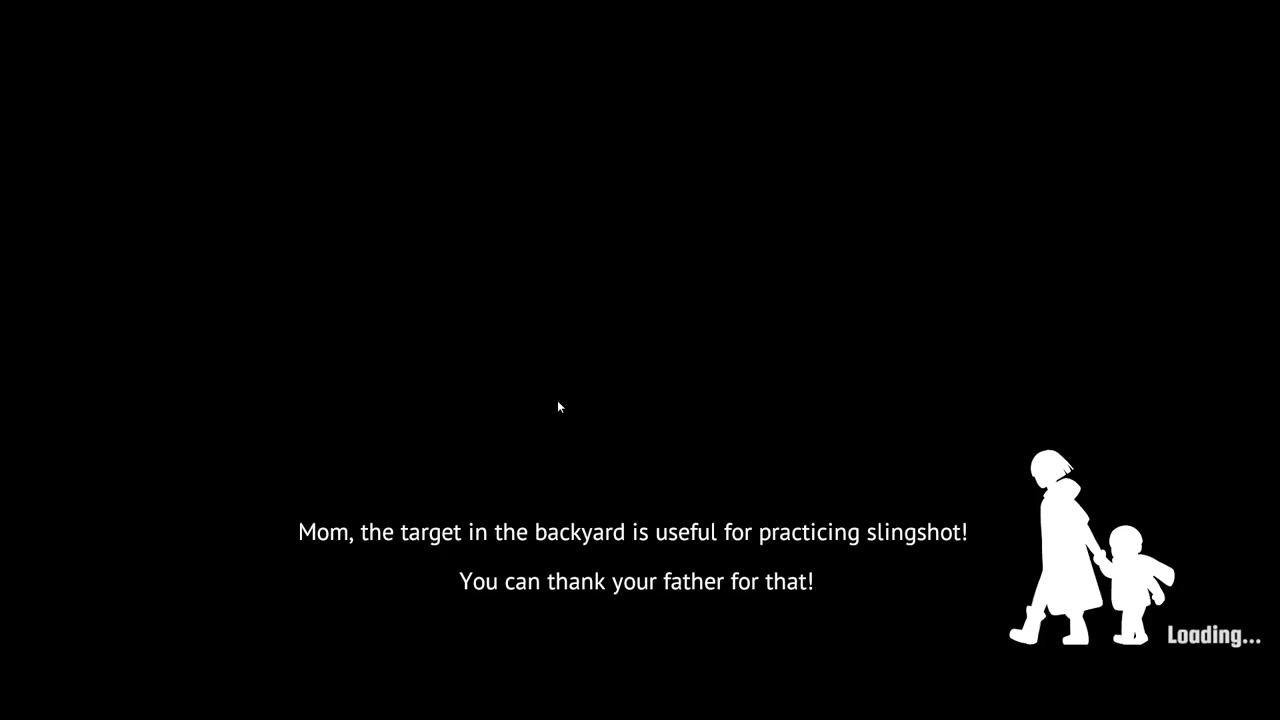 Mom, the target in the backyard is useful for practicing slingshot!
You can thank your father for that!
Loading...